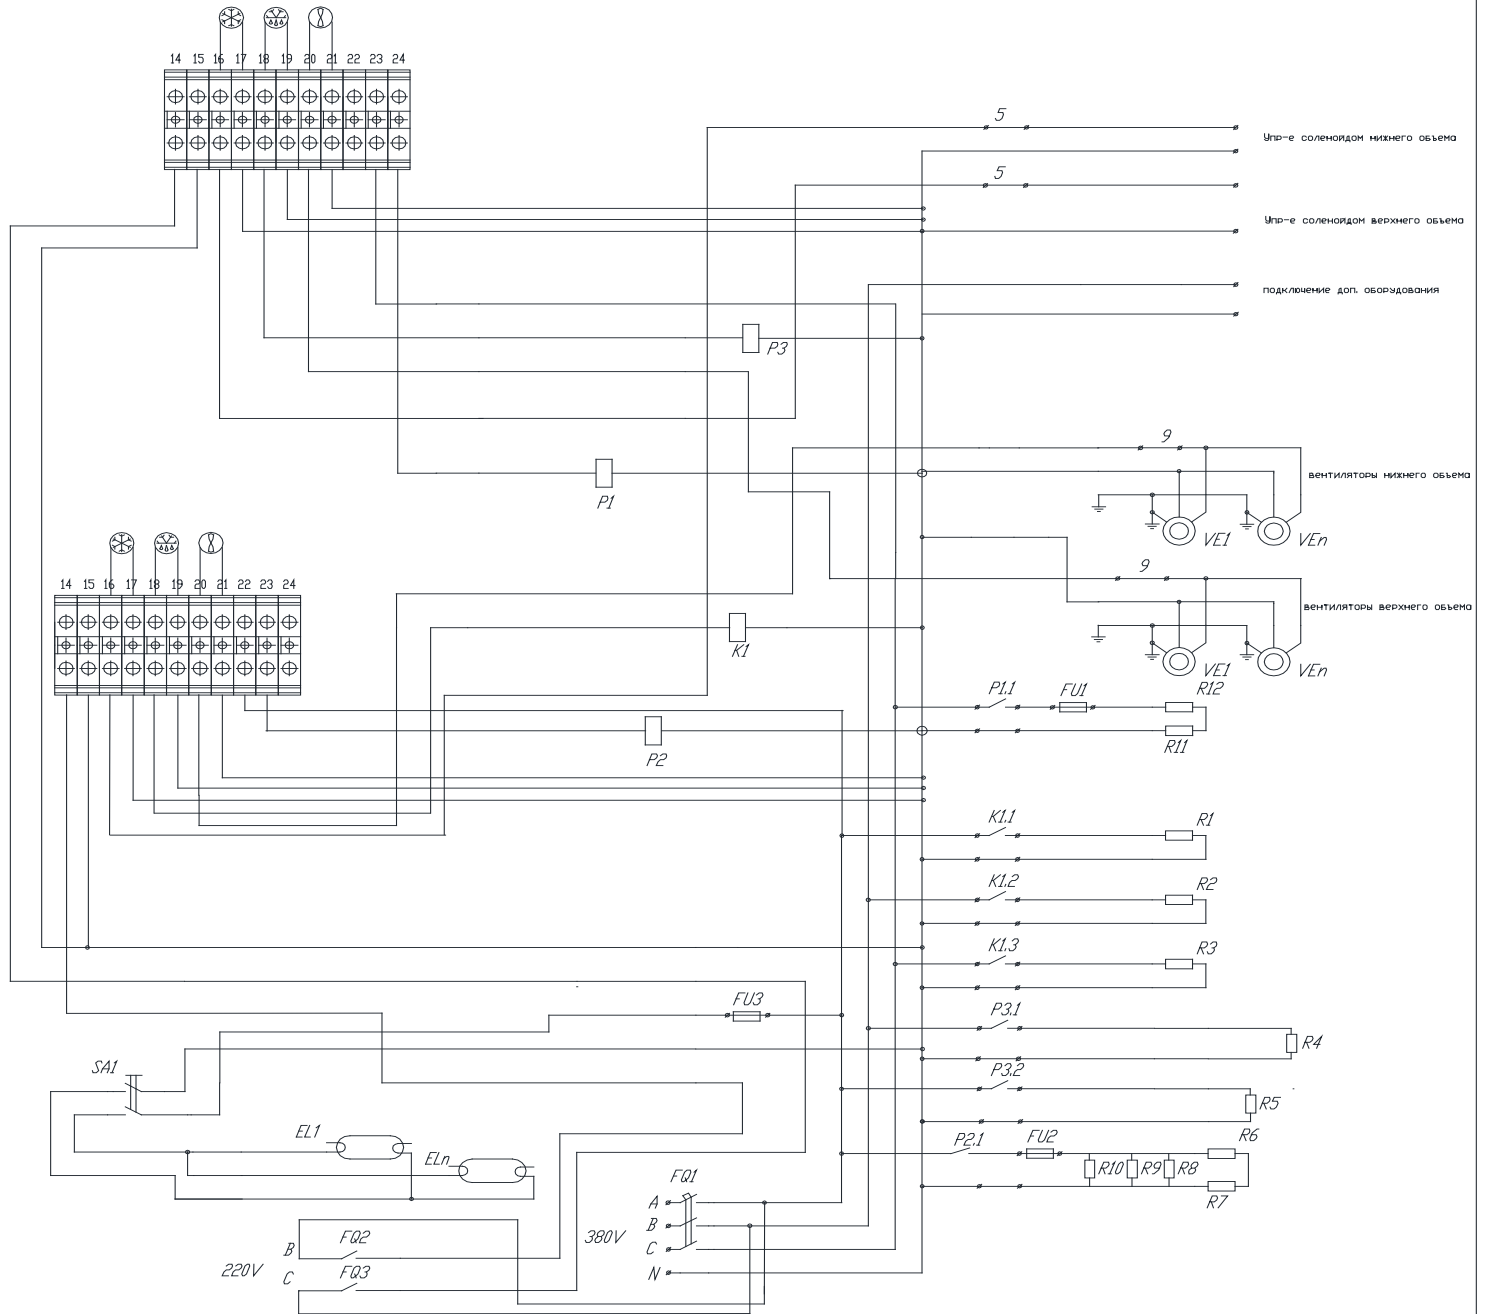 14 15 16 17 18 19 20 21 22 23 24
5
Упр-е соленойдом нижнего объема
5
Упр-е соленойдом верхнего объема
подключение доп. оборудования
P3
9
вентиляторы нижнего объема
P1
VE1 VEn
14 15 16 17 18 19 20 21 22 23 24
9
вентиляторы верхнего объема
K1
VE1 VEn
P1.1 FU1 R12
R11
P2
K1.1 R1
K1.2 R2
K1.3 R3
FU3
P3.1
R4
SA1
P3.2
R5
EL1
ELn
P2.1 FU2 R6
R10 R9 R8
R7
FQ1
A
B
380V
C
N
B FQ2
220V
C FQ3